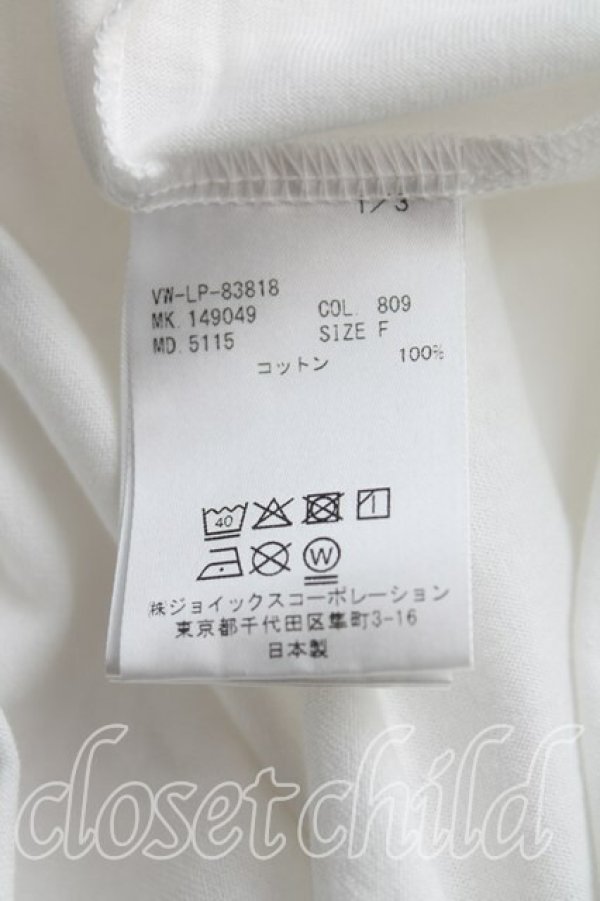 1/3
VW-LP-83818
MK. 149049 COL. 809
MD. 5115 SIZE F
コットン 100%
40
W
㈱ジョイックスコーポレーション
東京都千代田区隼町3-16
日本製
closetchild